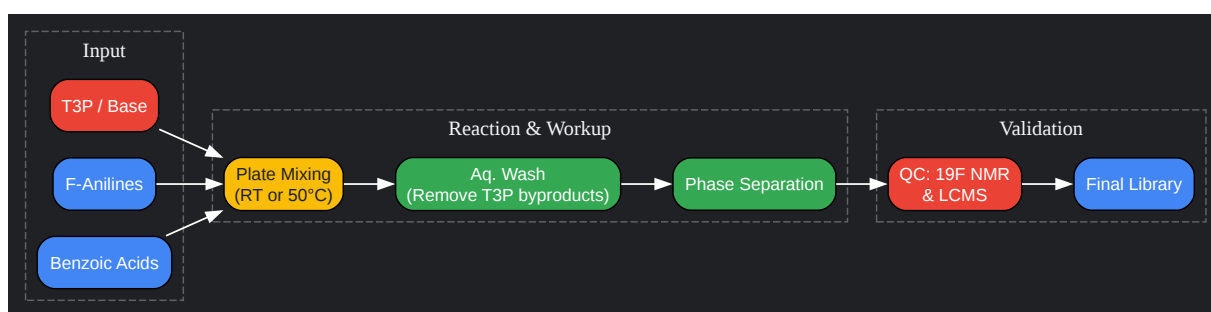 Input
T3P / Base
F-Anilines
Benzoic Acids
Reaction & Workup
Plate Mixing
(RT or 50°C)
Aq. Wash
(Remove T3P byproducts)
Phase Separation
Validation
QC: 19F NMR
& LCMS
Final Library